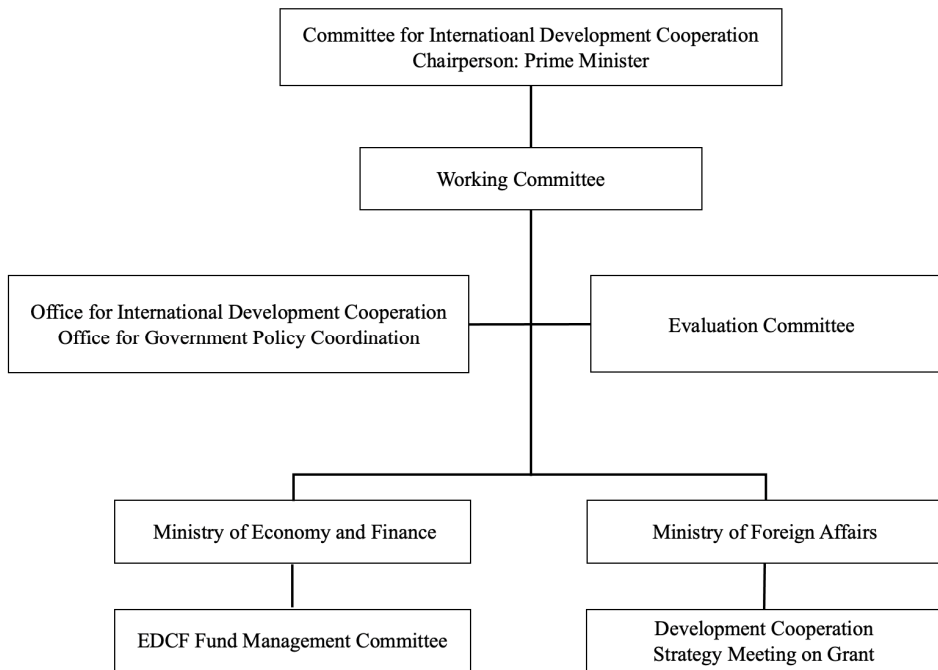 Committee for Internatioanl Development Cooperation
Chairperson: Prime Minister
Working Committee
Office for International Development Cooperation
Office for Government Policy Coordination
Evaluation Committee
Ministry of Economy and Finance
Ministry of Foreign Affairs
EDCF Fund Management Committee
Development Cooperation
Strategy Meeting on Grant